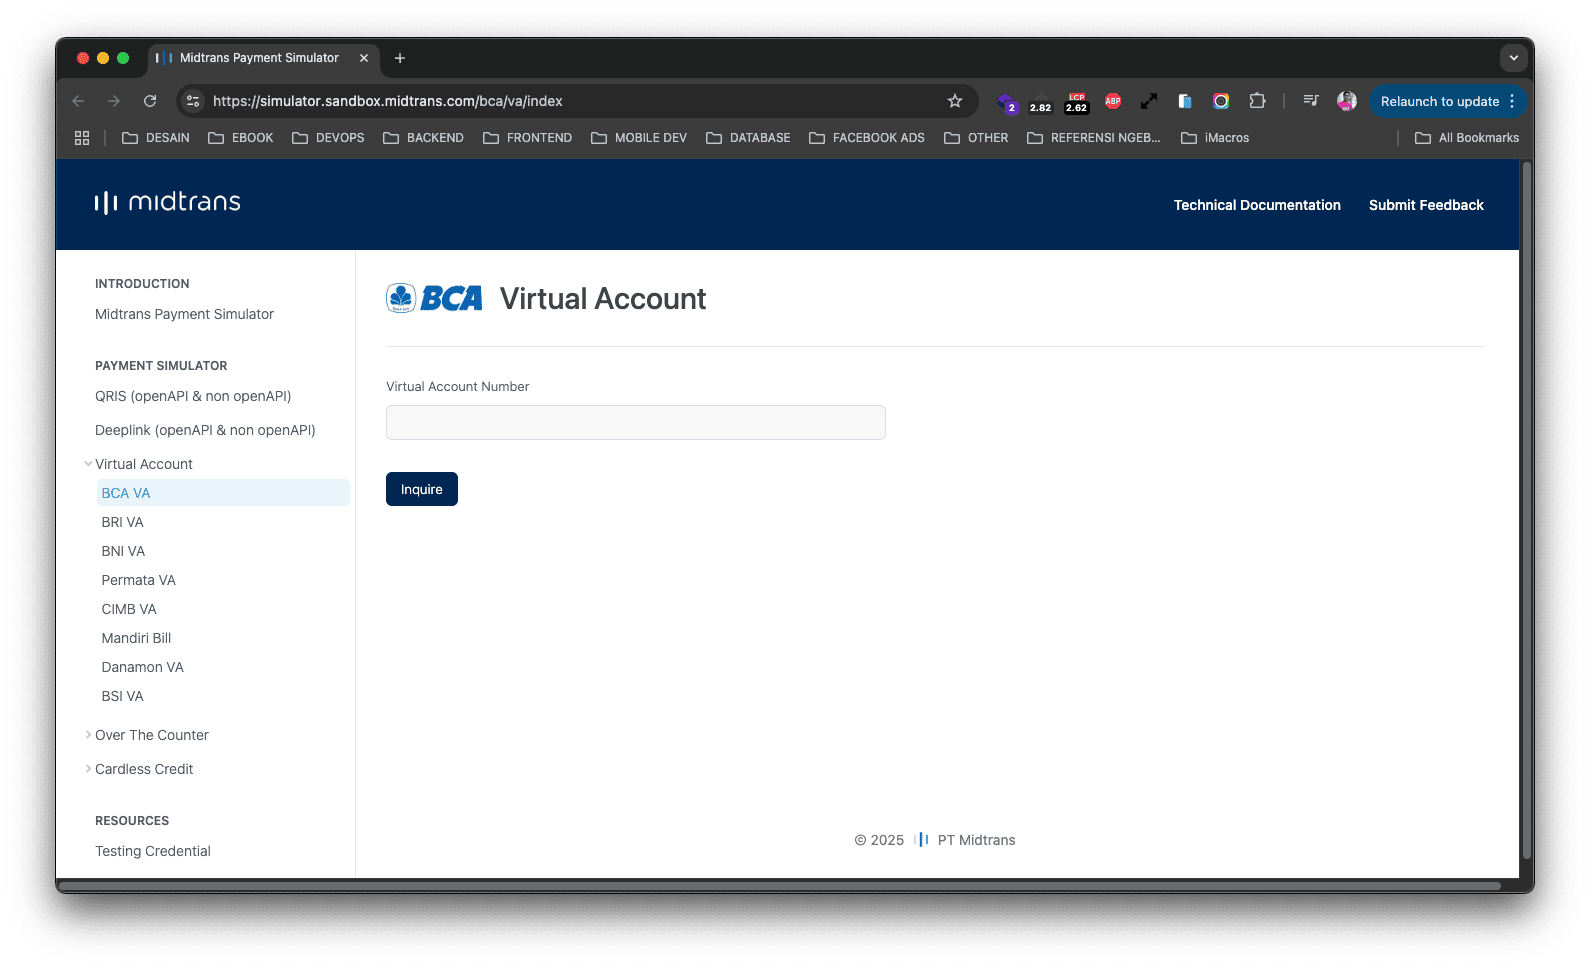 Midtrans Payment Simulator
https://simulator.sandbox.midtrans.com/bca/va/index
2
2.82
LCP
2.62
ABP
Relaunch to update
DESAIN
EBOOK
DEVOPS
BACKEND
FRONTEND
MOBILE DEV
DATABASE
FACEBOOK ADS
OTHER
REFERENSI NGEB...
iMacros
All Bookmarks
midtrans
Technical Documentation
Submit Feedback
INTRODUCTION
Midtrans Payment Simulator
PAYMENT SIMULATOR
QRIS (openAPI & non openAPI)
Deeplink (openAPI & non openAPI)
Virtual Account
BCA VA
BRI VA
BNI VA
Permata VA
CIMB VA
Mandiri Bill
Danamon VA
BSI VA
Over The Counter
Cardless Credit
RESOURCES
Testing Credential
BCA Virtual Account
Virtual Account Number
Inquire
© 2025 PT Midtrans